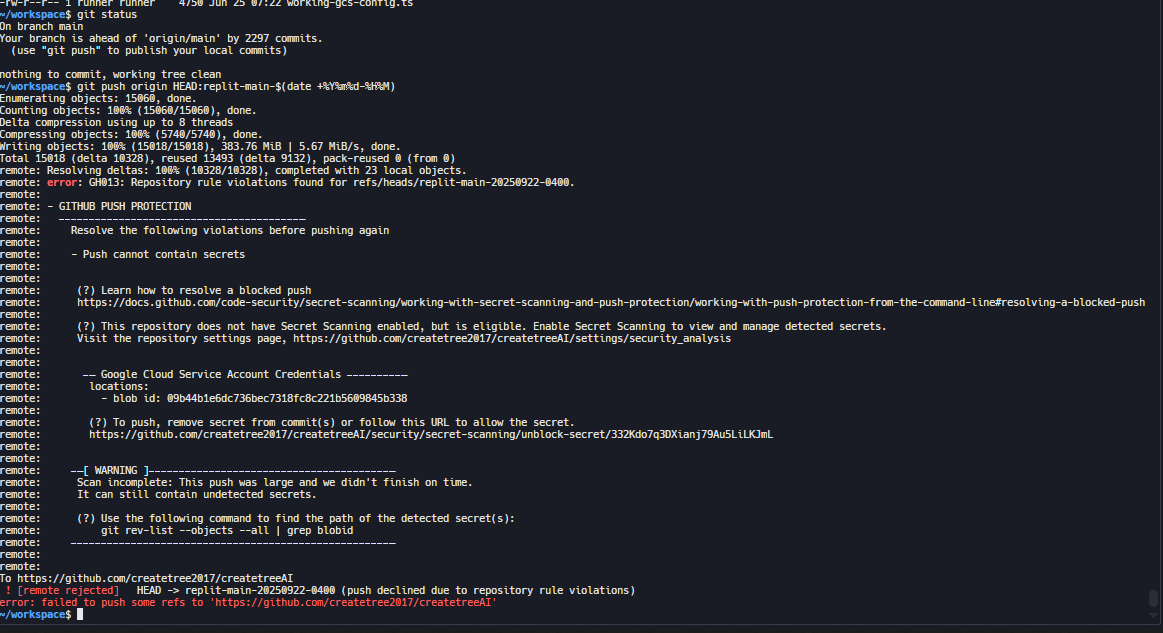 -rw-r--r-- 1 runner runner    4750 Jun 25 07:22 working-gcs-config.ts
~/workspace$ git status
On branch main
Your branch is ahead of 'origin/main' by 2297 commits.
  (use "git push" to publish your local commits)

nothing to commit, working tree clean
~/workspace$ git push origin HEAD:replit-main-$(date +%Y%m%d-%H%M)
Enumerating objects: 15060, done.
Counting objects: 100% (15060/15060), done.
Delta compression using up to 8 threads
Compressing objects: 100% (5740/5740), done.
Writing objects: 100% (15018/15018), 383.76 MiB | 5.67 MiB/s, done.
Total 15018 (delta 10328), reused 13493 (delta 9132), pack-reused 0 (from 0)
remote: Resolving deltas: 100% (10328/10328), completed with 23 local objects.
remote: error: GH013: Repository rule violations found for refs/heads/replit-main-20250922-0400.
remote:
remote: - GITHUB PUSH PROTECTION
remote:   —————————————————————————————————————————
remote:     Resolve the following violations before pushing again
remote:
remote:     - Push cannot contain secrets
remote:
remote:
remote:      (?) Learn how to resolve a blocked push
remote:      https://docs.github.com/code-security/secret-scanning/working-with-secret-scanning-and-push-protection/working-with-push-protection-from-the-command-line#resolving-a-blocked-push
remote:
remote:      (?) This repository does not have Secret Scanning enabled, but is eligible. Enable Secret Scanning to view and manage detected secrets.
remote:      Visit the repository settings page, https://github.com/createtree2017/createtreeAI/settings/security_analysis
remote:
remote:
remote:       —— Google Cloud Service Account Credentials ——————————
remote:        locations:
remote:          - blob id: 09b44b1e6dc736bec7318fc8c221b5609845b338
remote:
remote:        (?) To push, remove secret from commit(s) or follow this URL to allow the secret.
remote:        https://github.com/createtree2017/createtreeAI/security/secret-scanning/unblock-secret/332Kdo7q3DXianj79Au5LiLKJmL
remote:
remote:
remote:     ——[ WARNING ]—————————————————————————————————————————
remote:      Scan incomplete: This push was large and we didn't finish on time.
remote:      It can still contain undetected secrets.
remote:
remote:      (?) Use the following command to find the path of the detected secret(s):
remote:          git rev-list --objects --all | grep blobid
remote:     ——————————————————————————————————————————————————————
remote:
remote:
To https://github.com/createtree2017/createtreeAI
 ! [remote rejected]   HEAD -> replit-main-20250922-0400 (push declined due to repository rule violations)
error: failed to push some refs to 'https://github.com/createtree2017/createtreeAI'
~/workspace$